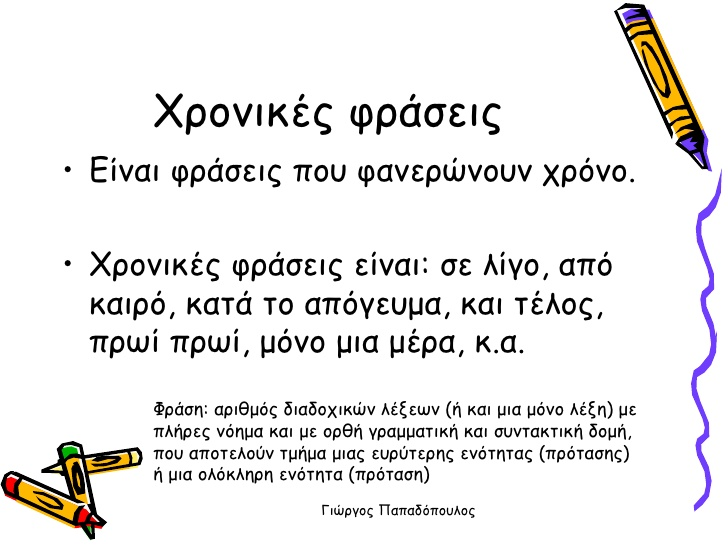 Χρονικές φράσεις
• Είναι φράσεις που φανερώνουν χρόνο.
• Χρονικές φράσεις είναι: σε λίγο, από
καιρό, κατά το απόγευμα, και τέλος,
πρωί πρωί, μόνο μια μέρα, κ.α.
Φράση: αριθμός διαδοχικών λέξεων (ή και μια μόνο λέξη) με
πλήρες νόημα και με ορθή γραμματική και συντακτική δομή,
που αποτελούν τμήμα μιας ευρύτερης ενότητας (πρότασης)
ή μια ολόκληρη ενότητα (πρόταση)
Γιώργος Παπαδόπουλος